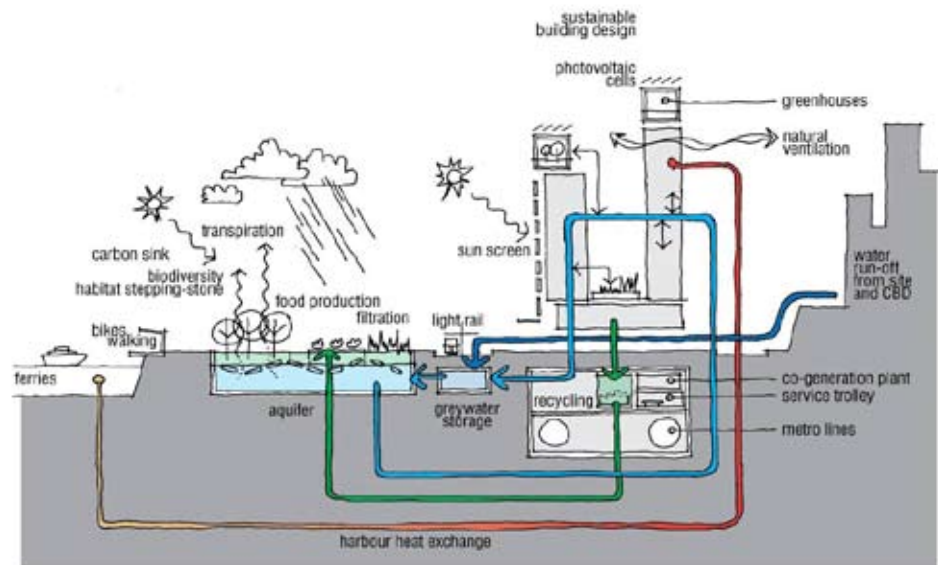 sustainable
building design
photovoltaic
cells
greenhouses
natural
ventilation
transpiration
carbon sink
sun screen
biodiversity
habitat stepping-stone
water
run-off
from site
and CBD
food production
filtration
light rail
bikes
walking
ferries
aquifer
greywater
storage
recycling
co-generation plant
service trolley
metro lines
harbour heat exchange